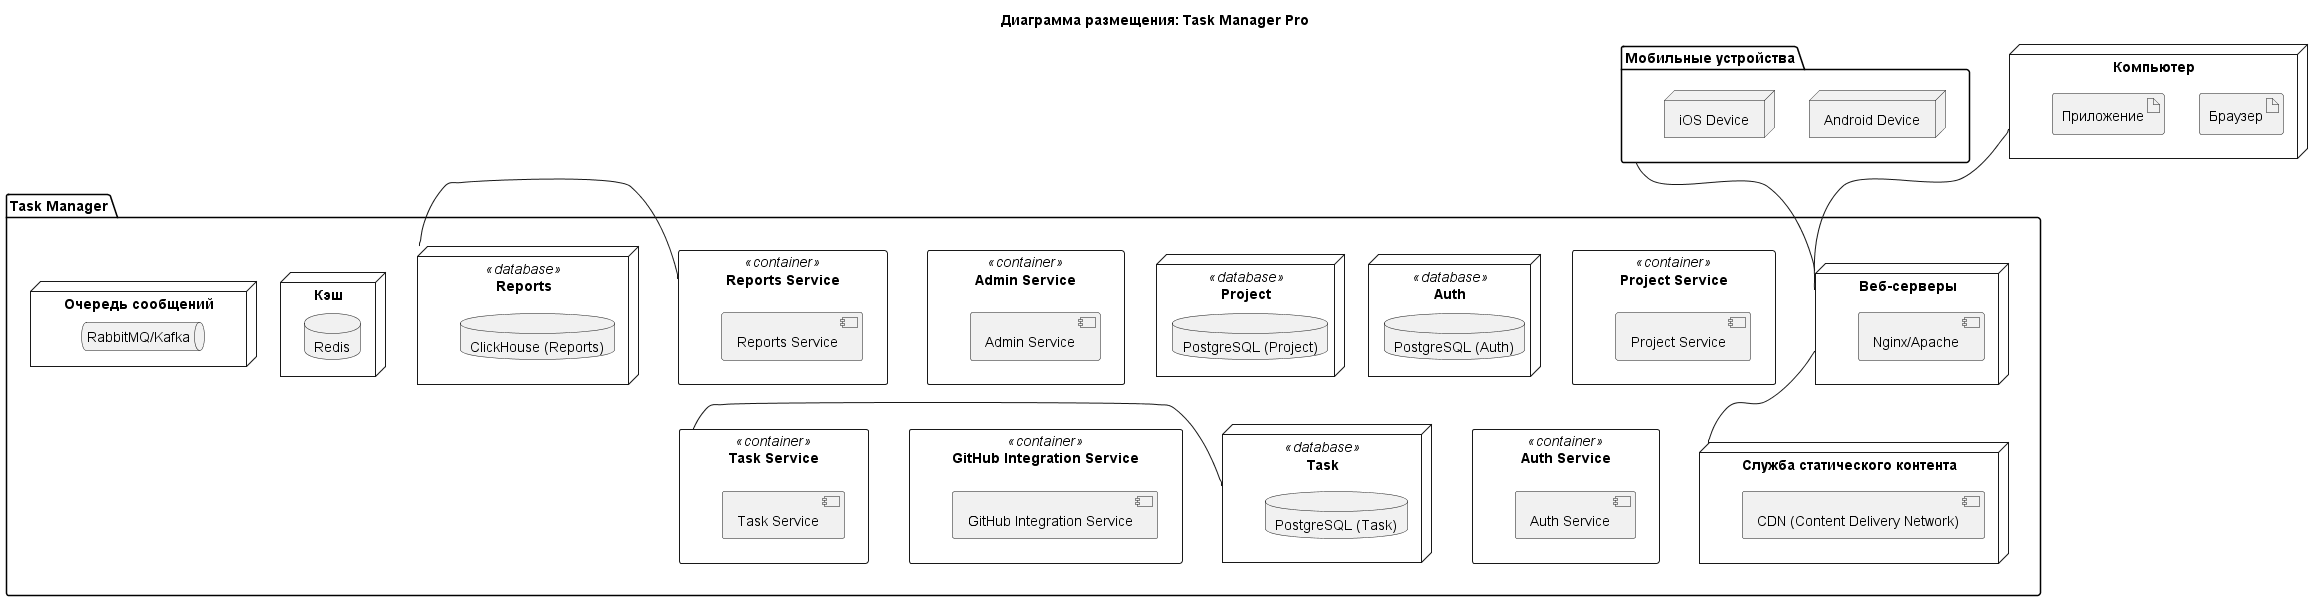 Диаграмма размещения: Task Manager Pro
Мобильные устройства
iOS Device
Android Device
Компьютер
Приложение
Браузер
Task Manager
Очередь сообщений
RabbitMQ/Kafka
Кэш
Redis
«database»
Reports
ClickHouse (Reports)
«container»
Reports Service
Reports Service
«container»
Admin Service
Admin Service
«database»
Project
PostgreSQL (Project)
«database»
Auth
PostgreSQL (Auth)
«container»
Project Service
Project Service
Веб-серверы
Nginx/Apache
«container»
Task Service
Task Service
«container»
GitHub Integration Service
GitHub Integration Service
«database»
Task
PostgreSQL (Task)
«container»
Auth Service
Auth Service
Служба статического контента
CDN (Content Delivery Network)